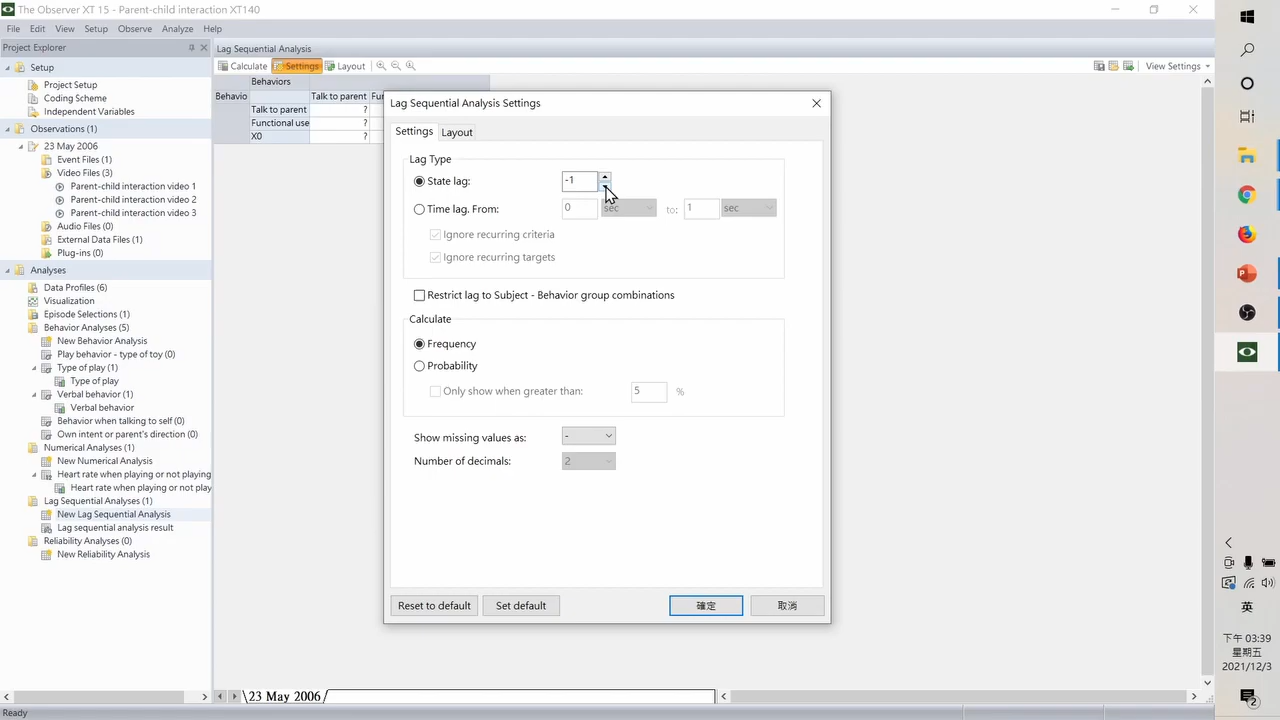 The Observer XT 15 - Parent-child interaction XT140
File Edit View Setup Observe Analyze Help
Project Explorer
Setup
Project Setup
Coding Scheme
Independent Variables
Observations (1)
23 May 2006
Event Files (1)
Video Files (3)
Parent-child interaction video 1
Parent-child interaction video 2
Parent-child interaction video 3
Audio Files (0)
External Data Files (1)
Plug-ins (0)
Analyses
Data Profiles (6)
Visualization
Episode Selections (1)
Behavior Analyses (5)
New Behavior Analysis
Play behavior - type of toy (0)
Type of play (1)
Type of play
Verbal behavior (1)
Verbal behavior
Behavior when talking to self (0)
Own intent or parent's direction (0)
Numerical Analyses (1)
New Numerical Analysis
Heart rate when playing or not playing
Heart rate when playing or not play
Lag Sequential Analyses (1)
New Lag Sequential Analysis
Lag sequential analysis result
Reliability Analyses (0)
New Reliability Analysis
Lag Sequential Analysis
Calculate Settings Layout
View Settings
Behaviors
Behavio Talk to parent Fu
Talk to parent ?
Functional use ?
X0 ?
Lag Sequential Analysis Settings
Settings Layout
Lag Type
State lag: -1
Time lag. From: 0 sec to: 1 sec
Ignore recurring criteria
Ignore recurring targets
Restrict lag to Subject - Behavior group combinations
Calculate
Frequency
Probability
Only show when greater than: 5 %
Show missing values as: -
Number of decimals: 2
Reset to default Set default 確定 取消
23 May 2006
Ready
英
下午 03:39
星期五
2021/12/3
2